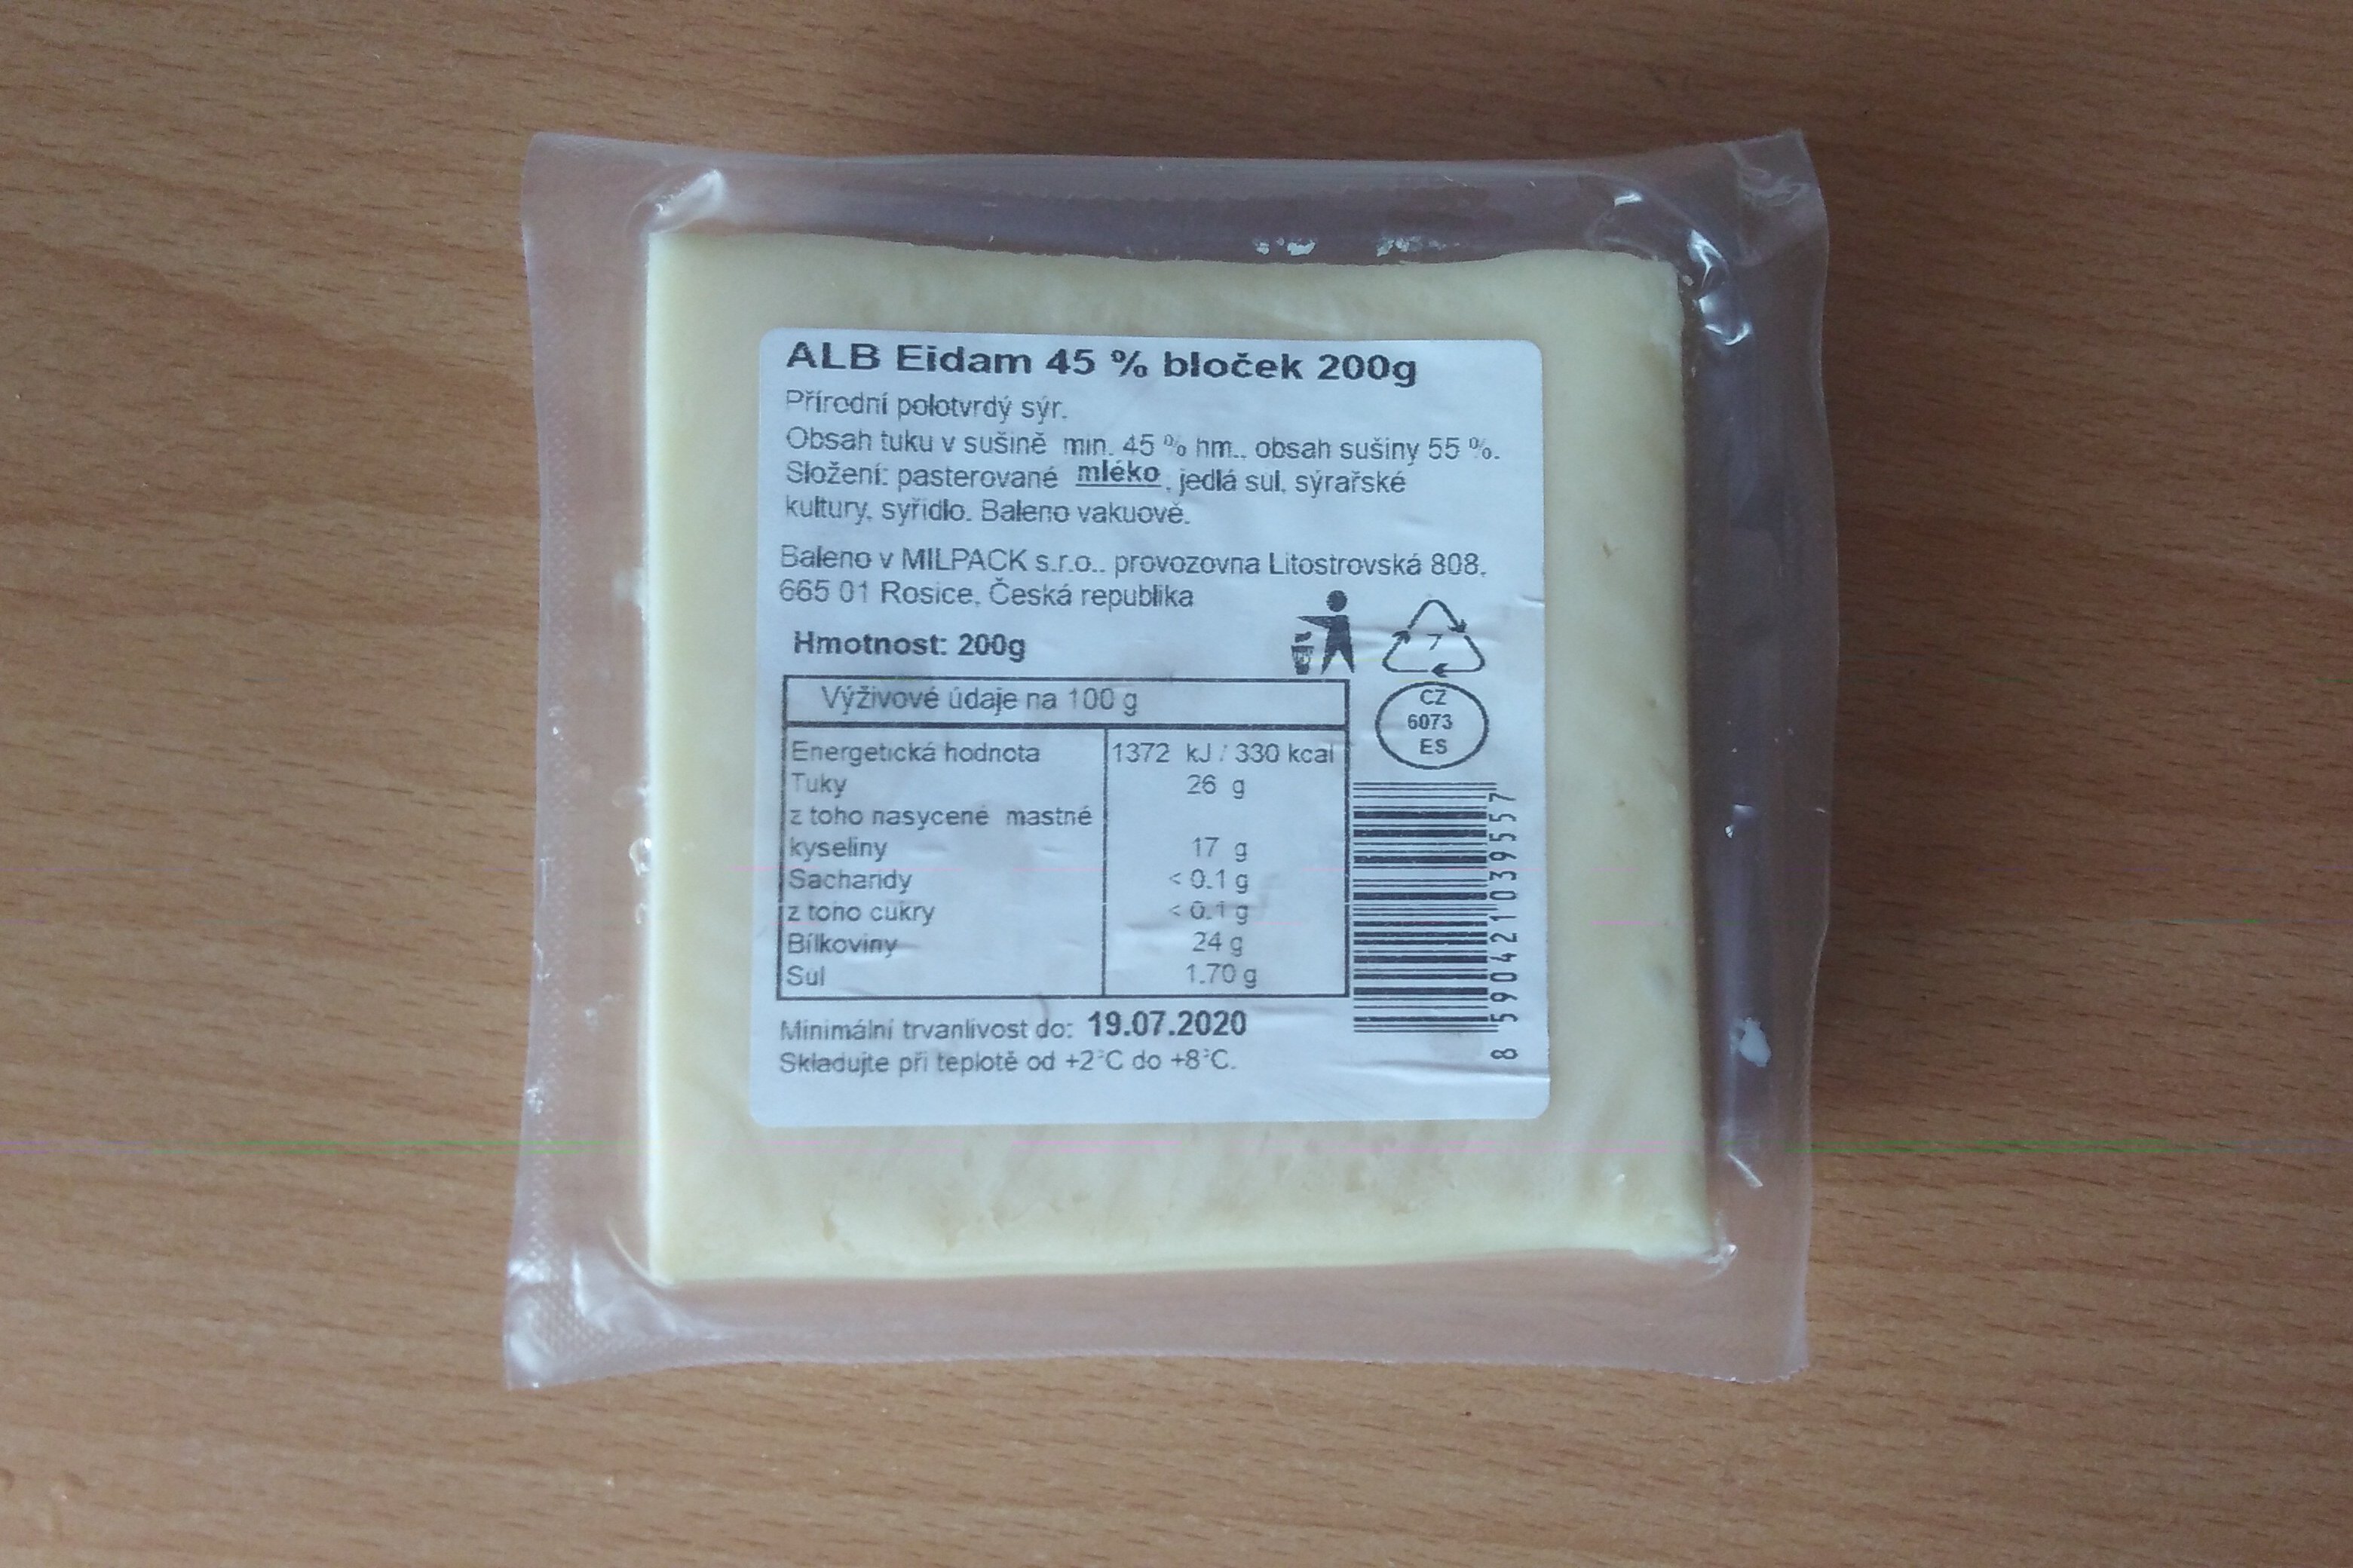 ALB Eidam 45 % bloček 200g
Přírodní polotvrdý sýr.
Obsah tuku v sušině min. 45 % hm., obsah sušiny 55 %.
Složení: pasterované mléko, jedlá sul, sýrařské
kultury, syřidlo. Baleno vakuově.
Baleno v MILPACK s.r.o., provozovna Litostrovská 808,
665 01 Rosice, Česká republika
Hmotnost: 200g
7
CZ
6073
ES
Výživové údaje na 100 g
Energetická hodnota 1372 kJ / 330 kcal
Tuky 26 g
z toho nasycené mastné
kyseliny 17 g
Sacharidy < 0.1 g
z toho cukry < 0.1 g
Bílkoviny 24 g
Sul 1.70 g
8 590421 039557
Minimální trvanlivost do: 19.07.2020
Skladujte při teplotě od +2°C do +8°C.